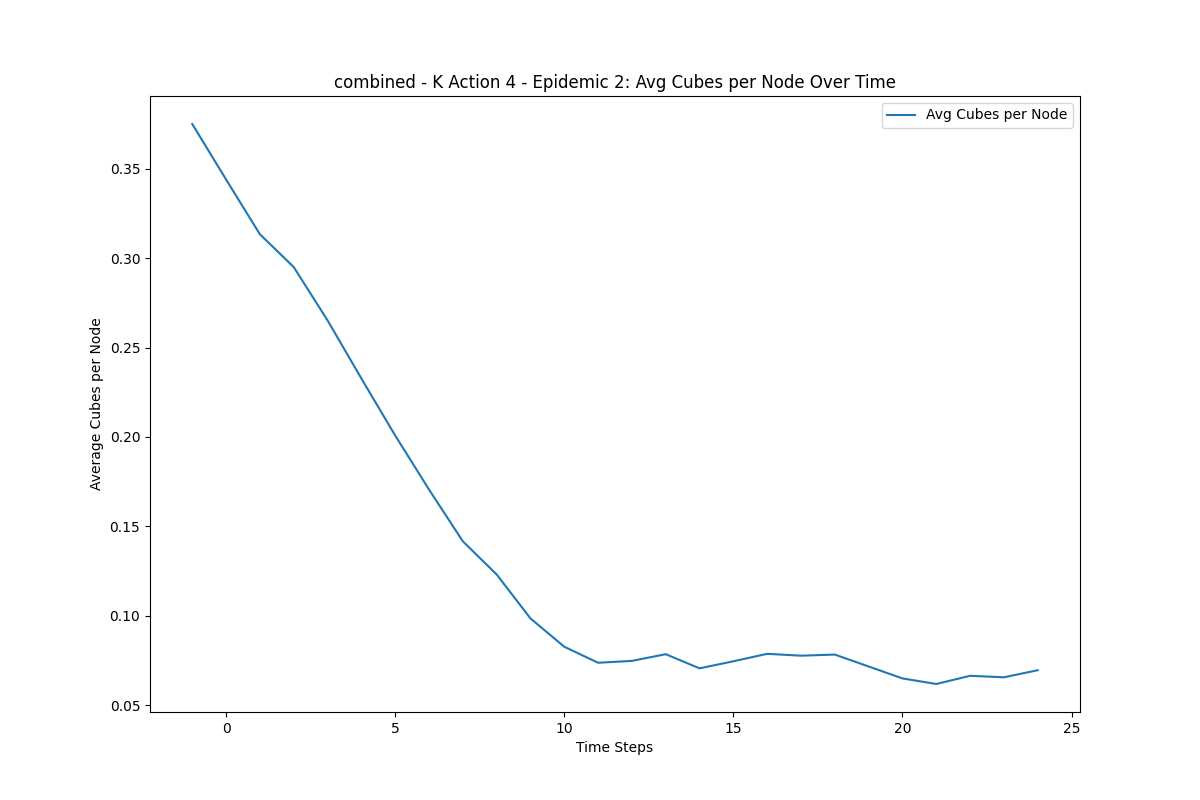 combined - K Action 4 - Epidemic 2: Avg Cubes per Node Over Time
Avg Cubes per Node
0.35
0.30
0.25
0.20
0.15
0.10
0.05
Average Cubes per Node
0 5 10 15 20 25
Time Steps